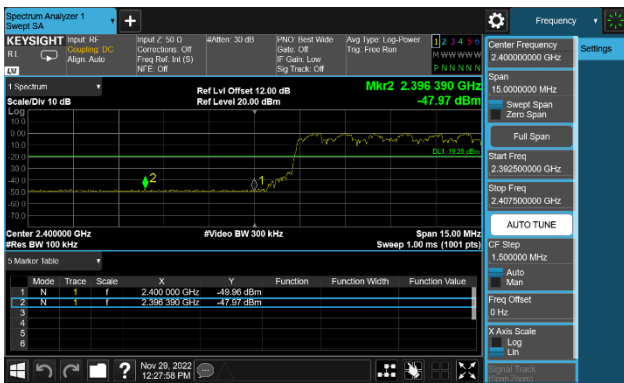 Spectrum Analyzer 1
Swept SA
+
Frequency
KEYSIGHT
Input: RF
Input Z: 50 Ω
#Atten: 30 dB
PNO: Best Wide
Avg Type: Log-Power
1 2 3 4 5 6
R L
Coupling: DC
Corrections: Off
Gate: Off
Trig: Free Run
M W W W W W
Align: Auto
Freq Ref: Int (S)
IF Gain: Low
P N N N N N
NFE: Off
Sig Track: Off
LXI
1 Spectrum
Ref Lvl Offset 12.00 dB
Mkr2 2.396 390 GHz
Scale/Div 10 dB
Ref Level 20.00 dBm
-47.97 dBm
Log
10.0
0.00
-10.0
-20.0
-30.0
-40.0
-50.0
-60.0
-70.0
DL1 -19.28 dBm
2
1
Center 2.400000 GHz
#Video BW 300 kHz
Span 15.00 MHz
#Res BW 100 kHz
Sweep 1.00 ms (1001 pts)
5 Marker Table
Mode Trace Scale X Y Function Function Width Function Value
1 N 1 f 2.400 000 GHz -49.96 dBm
2 N 1 f 2.396 390 GHz -47.97 dBm
3
4
5
6
Nov 29, 2022
12:27:58 PM
?
Center Frequency
2.400000000 GHz
Settings
Span
15.0000000 MHz
Swept Span
Zero Span
Full Span
Start Freq
2.392500000 GHz
Stop Freq
2.407500000 GHz
AUTO TUNE
CF Step
1.500000 MHz
Auto
Man
Freq Offset
0 Hz
X Axis Scale
Log
Lin
Signal Track
(Span Zoom)